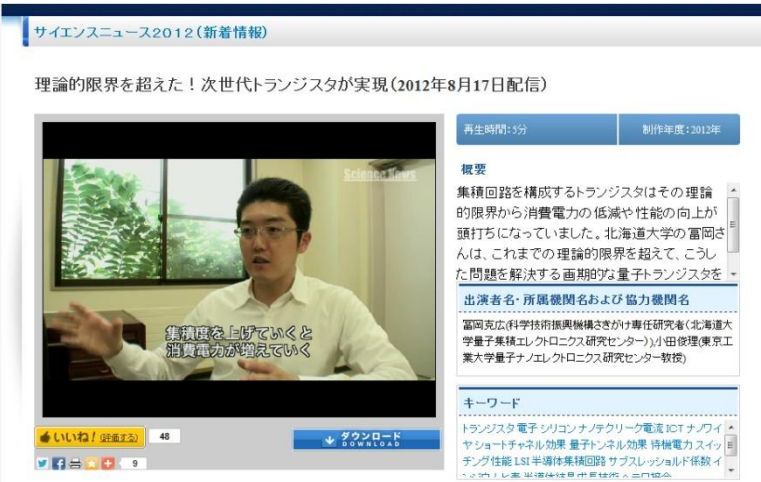 サイエンスニュース2012(新着情報)
理論的限界を超えた!次世代トランジスタが実現(2012年8月17日配信)
Science News
集積度を上げていくと
消費電力が増えていく
いいね!(評価する)
48
ダウンロード
DOWNLOAD
9
再生時間:5分
制作年度:2012年
概要
集積回路を構成するトランジスタはその理論
的限界から消費電力の低減や性能の向上が
頭打ちになっていました。北海道大学の冨岡さ
んは、これまでの理論的限界を超えて、こうし
た問題を解決する画期的な量子トランジスタを
出演者名・所属機関名および協力機関名
冨岡克広(科学技術振興機構さきがけ専任研究者(北海道大
学量子集積エレクトロニクス研究センター)),小田俊理(東京工
業大学量子ナノエレクトロニクス研究センター教授)
キーワード
トランジスタ 電子 シリコン ナノテク リーク電流 ICT ナノワイ
ヤ ショートチャネル効果 量子トンネル効果 待機電力 スイッ
チング性能 LSI 半導体集積回路 サブスレッショルド係数 イ